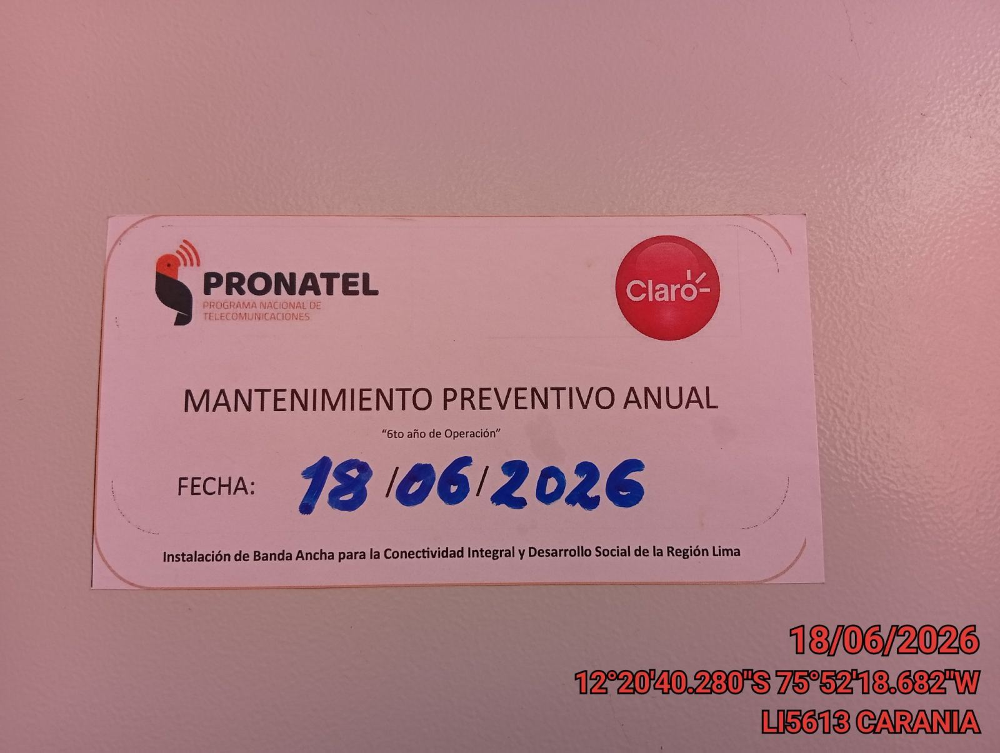 PRONATEL
PROGRAMA NACIONAL DE
TELECOMUNICACIONES
Claro
MANTENIMIENTO PREVENTIVO ANUAL
“6to año de Operación”
FECHA: 18/06/2026
Instalación de Banda Ancha para la Conectividad Integral y Desarrollo Social de la Región Lima
18/06/2026
12°20'40.280"S 75°52'18.682"W
LI5613 CARANIA